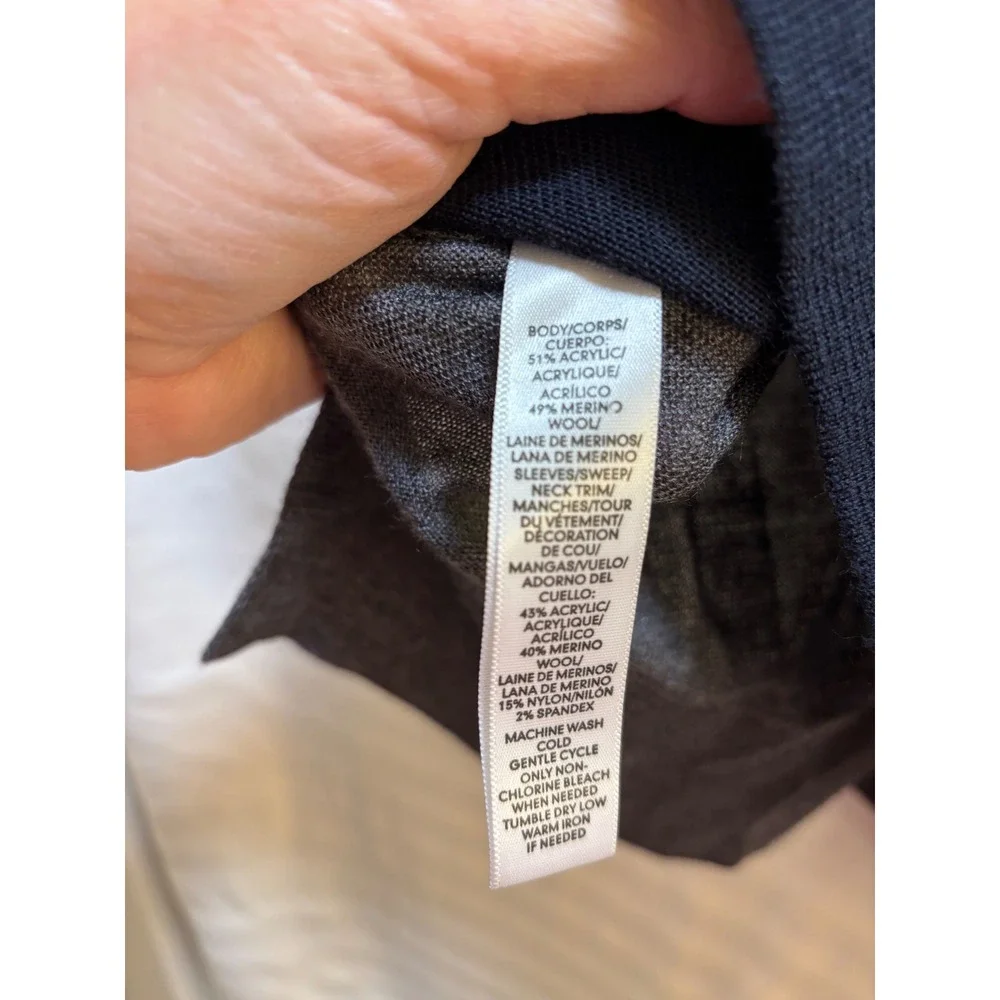 BODY/CORPS/
CUERPO:
51% ACRYLIC/
ACRYLIQUE/
ACRÍLICO
49% MERINO
WOOL/
LAINE DE MERINOS/
LANA DE MERINO
SLEEVES/SWEEP/
NECK TRIM/
MANCHES/TOUR
DU VÊTEMENT/
DÉCORATION
DE COU/
MANGAS/VUELO/
ADORNO DEL
CUELLO:
43% ACRYLIC/
ACRYLIQUE/
ACRÍLICO
40% MERINO
WOOL/
LAINE DE MERINOS/
LANA DE MERINO
15% NYLON/NILÓN
2% SPANDEX
MACHINE WASH
COLD
GENTLE CYCLE
ONLY NON-
CHLORINE BLEACH
WHEN NEEDED
TUMBLE DRY LOW
WARM IRON
IF NEEDED